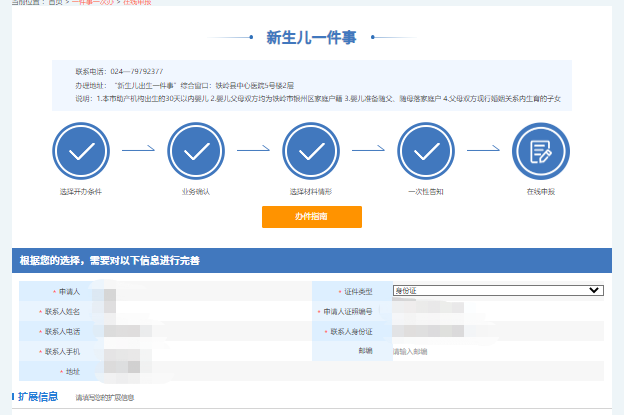 当前位置：首页 > 一件事一次办 > 在线申报
新生儿一件事
联系电话：024—79792377
办理地址：“新生儿出生一件事”综合窗口：铁岭县中心医院5号楼2层
说明：1.本市助产机构出生的30天以内婴儿 2.婴儿父母双方均为铁岭市银州区家庭户籍 3.婴儿准备随父、随母落家庭户 4.父母双方现行婚姻关系内生育的子女
选择开办条件
业务确认
选择材料情形
一次性告知
在线申报
办件指南
根据您的选择，需要对以下信息进行完善
* 申请人
* 证件类型
身份证
* 联系人姓名
* 申请人证照编号
* 联系人电话
* 联系人身份证
* 联系人手机
邮编
请输入邮编
* 地址
扩展信息
请填写您的扩展信息